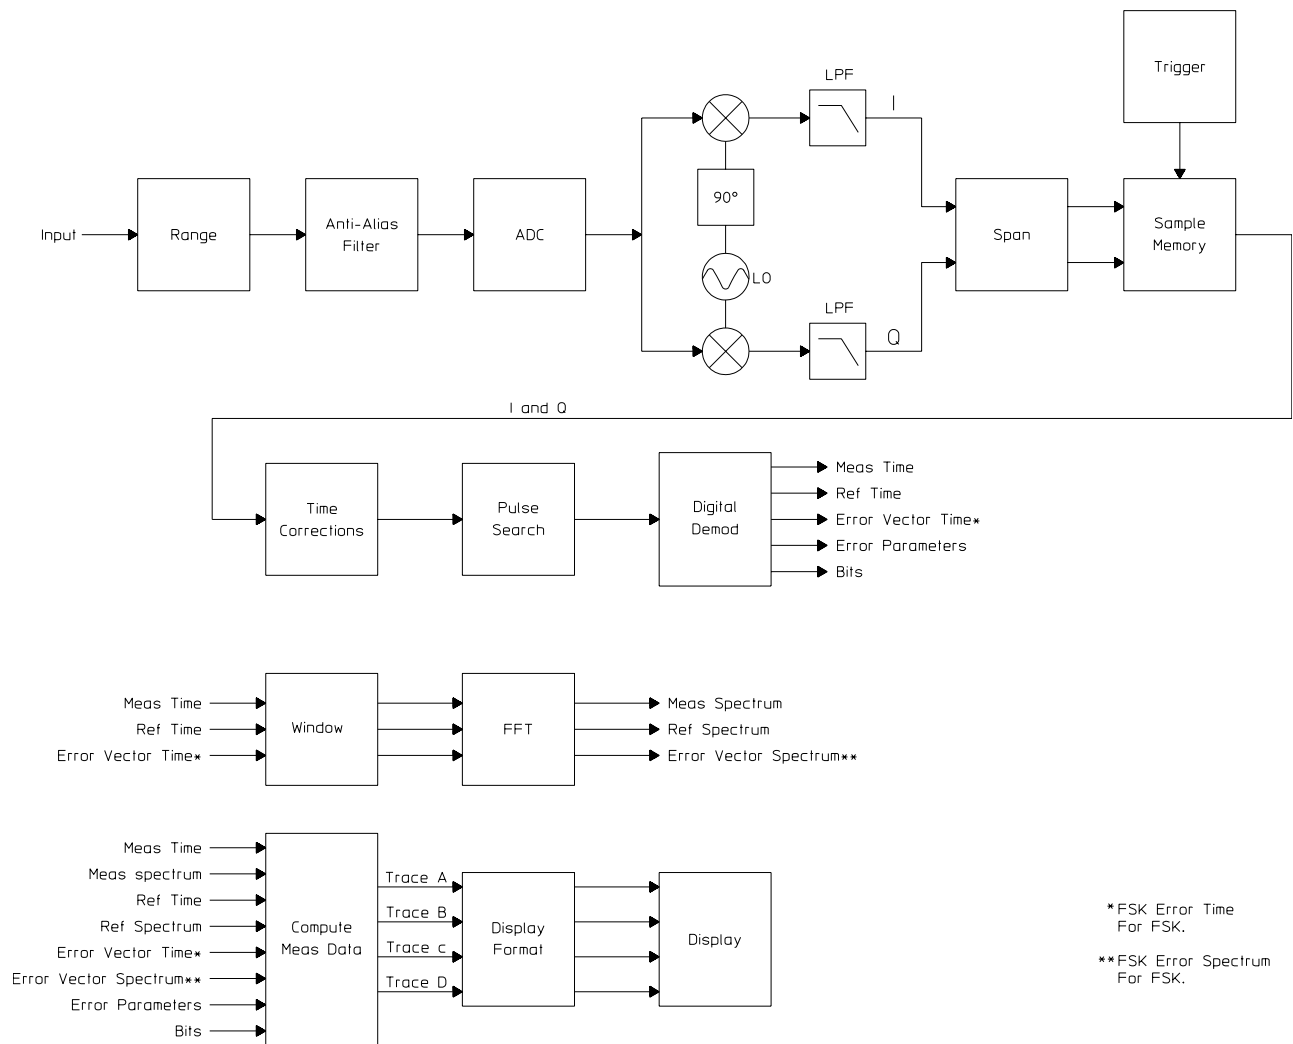 Trigger
LPF
I
90°
Input
Range
Anti-Alias
Filter
ADC
Span
Sample
Memory
LO
LPF
Q
I and Q
Time
Corrections
Pulse
Search
Digital
Demod
Meas Time
Ref Time
Error Vector Time*
Error Parameters
Bits
Meas Time
Ref Time
Error Vector Time*
Window
FFT
Meas Spectrum
Ref Spectrum
Error Vector Spectrum**
Meas Time
Meas spectrum
Ref Time
Ref Spectrum
Error Vector Time*
Error Vector Spectrum**
Error Parameters
Bits
Compute
Meas Data
Trace A
Trace B
Trace c
Trace D
Display
Format
Display
*FSK Error Time
For FSK.
**FSK Error Spectrum
For FSK.